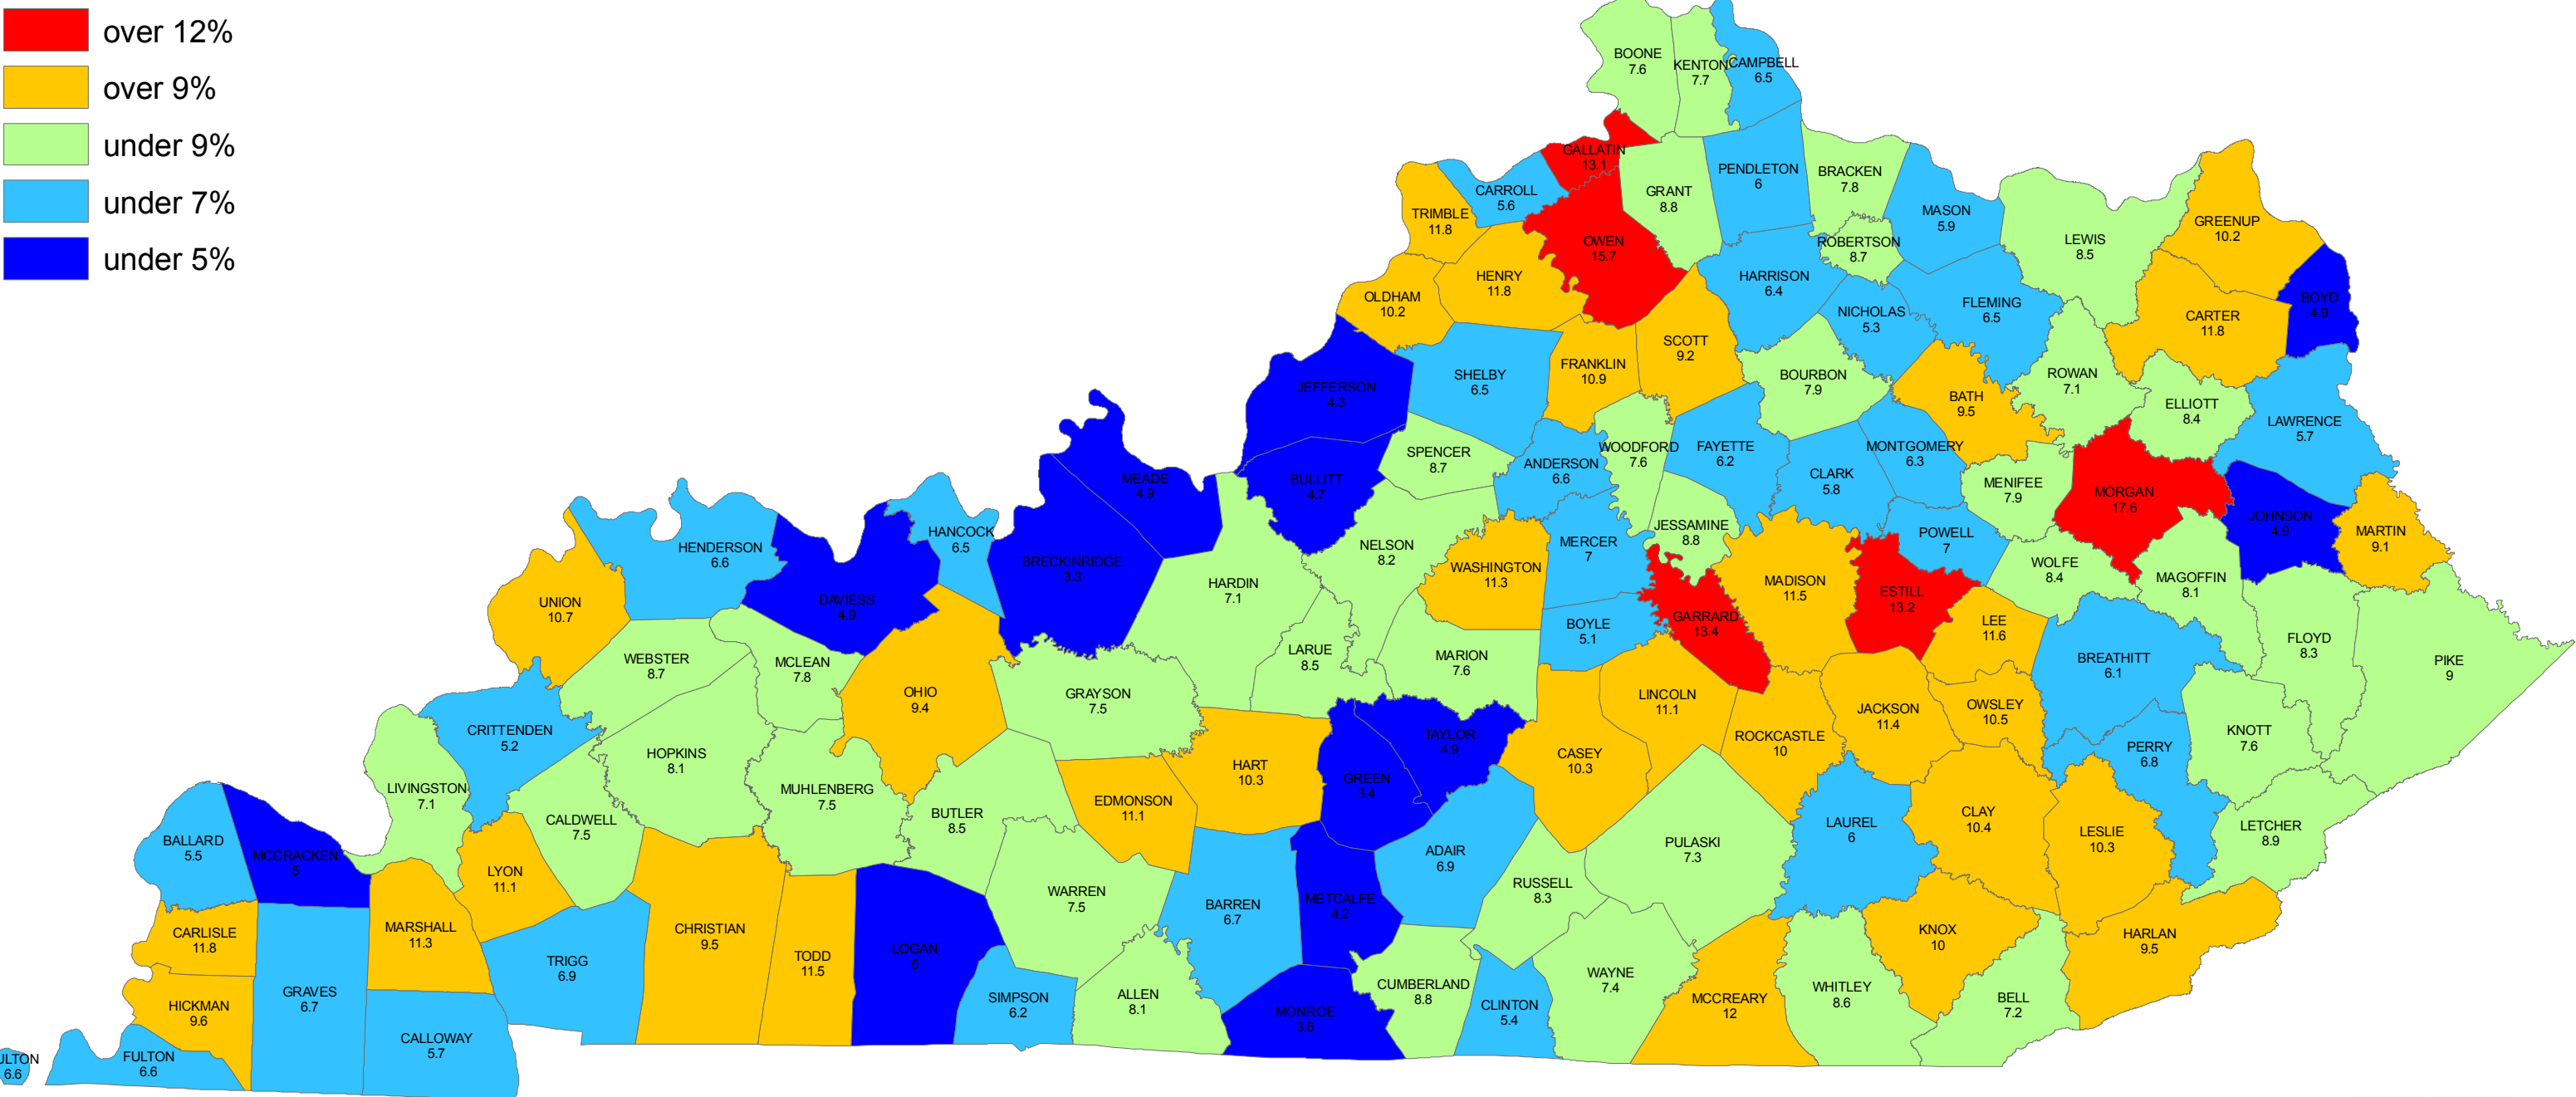 over 12%
over 9%
under 9%
under 7%
under 5%
BOONE
7.6
KENTON
7.7
CAMPBELL
6.5
GALLATIN
13.1
CARROLL
5.6
GRANT
8.8
PENDLETON
6
BRACKEN
7.8
TRIMBLE
11.8
OWEN
15.7
MASON
5.9
ROBERTSON
8.7
LEWIS
8.5
GREENUP
10.2
HENRY
11.8
OLDHAM
10.2
HARRISON
6.4
NICHOLAS
5.3
FLEMING
6.5
CARTER
11.8
BOYD
4.9
JEFFERSON
4.3
SHELBY
6.5
FRANKLIN
10.9
SCOTT
9.2
BOURBON
7.9
BATH
9.5
ROWAN
7.1
ELLIOTT
8.4
LAWRENCE
5.7
SPENCER
8.7
ANDERSON
6.6
WOODFORD
7.6
FAYETTE
6.2
CLARK
5.8
MONTGOMERY
6.3
MENIFEE
7.9
MORGAN
17.6
JOHNSON
4.9
MARTIN
9.1
MEADE
4.9
BULLITT
4.7
HENDERSON
6.6
HANCOCK
6.5
BRECKINRIDGE
3.3
DAVIESS
4.9
UNION
10.7
HARDIN
7.1
NELSON
8.2
WASHINGTON
11.3
MERCER
7
JESSAMINE
8.8
POWELL
7
MADISON
11.5
ESTILL
13.2
WOLFE
8.4
MAGOFFIN
8.1
GARRARD
13.4
BOYLE
5.1
LEE
11.6
BREATHITT
6.1
FLOYD
8.3
PIKE
9
WEBSTER
8.7
MCLEAN
7.8
OHIO
9.4
GRAYSON
7.5
LARUE
8.5
MARION
7.6
LINCOLN
11.1
ROCKCASTLE
10
JACKSON
11.4
OWSLEY
10.5
PERRY
6.8
KNOTT
7.6
CRITTENDEN
5.2
HOPKINS
8.1
LIVINGSTON
7.1
CALDWELL
7.5
MUHLENBERG
7.5
BUTLER
8.5
EDMONSON
11.1
HART
10.3
GREEN
3.4
TAYLOR
4.9
CASEY
10.3
PULASKI
7.3
LAUREL
6
CLAY
10.4
LESLIE
10.3
LETCHER
8.9
BALLARD
5.5
MCCRACKEN
5
LYON
11.1
WARREN
7.5
BARREN
6.7
METCALFE
4.2
ADAIR
6.9
RUSSELL
8.3
CARLISLE
11.8
MARSHALL
11.3
TRIGG
6.9
CHRISTIAN
9.5
TODD
11.5
LOGAN
5
KNOX
10
HARLAN
9.5
HICKMAN
9.6
GRAVES
6.7
SIMPSON
6.2
ALLEN
8.1
MONROE
3.6
CUMBERLAND
8.8
CLINTON
5.4
WAYNE
7.4
MCCREARY
12
WHITLEY
8.6
BELL
7.2
ULTON
6.6
FULTON
6.6
CALLOWAY
5.7